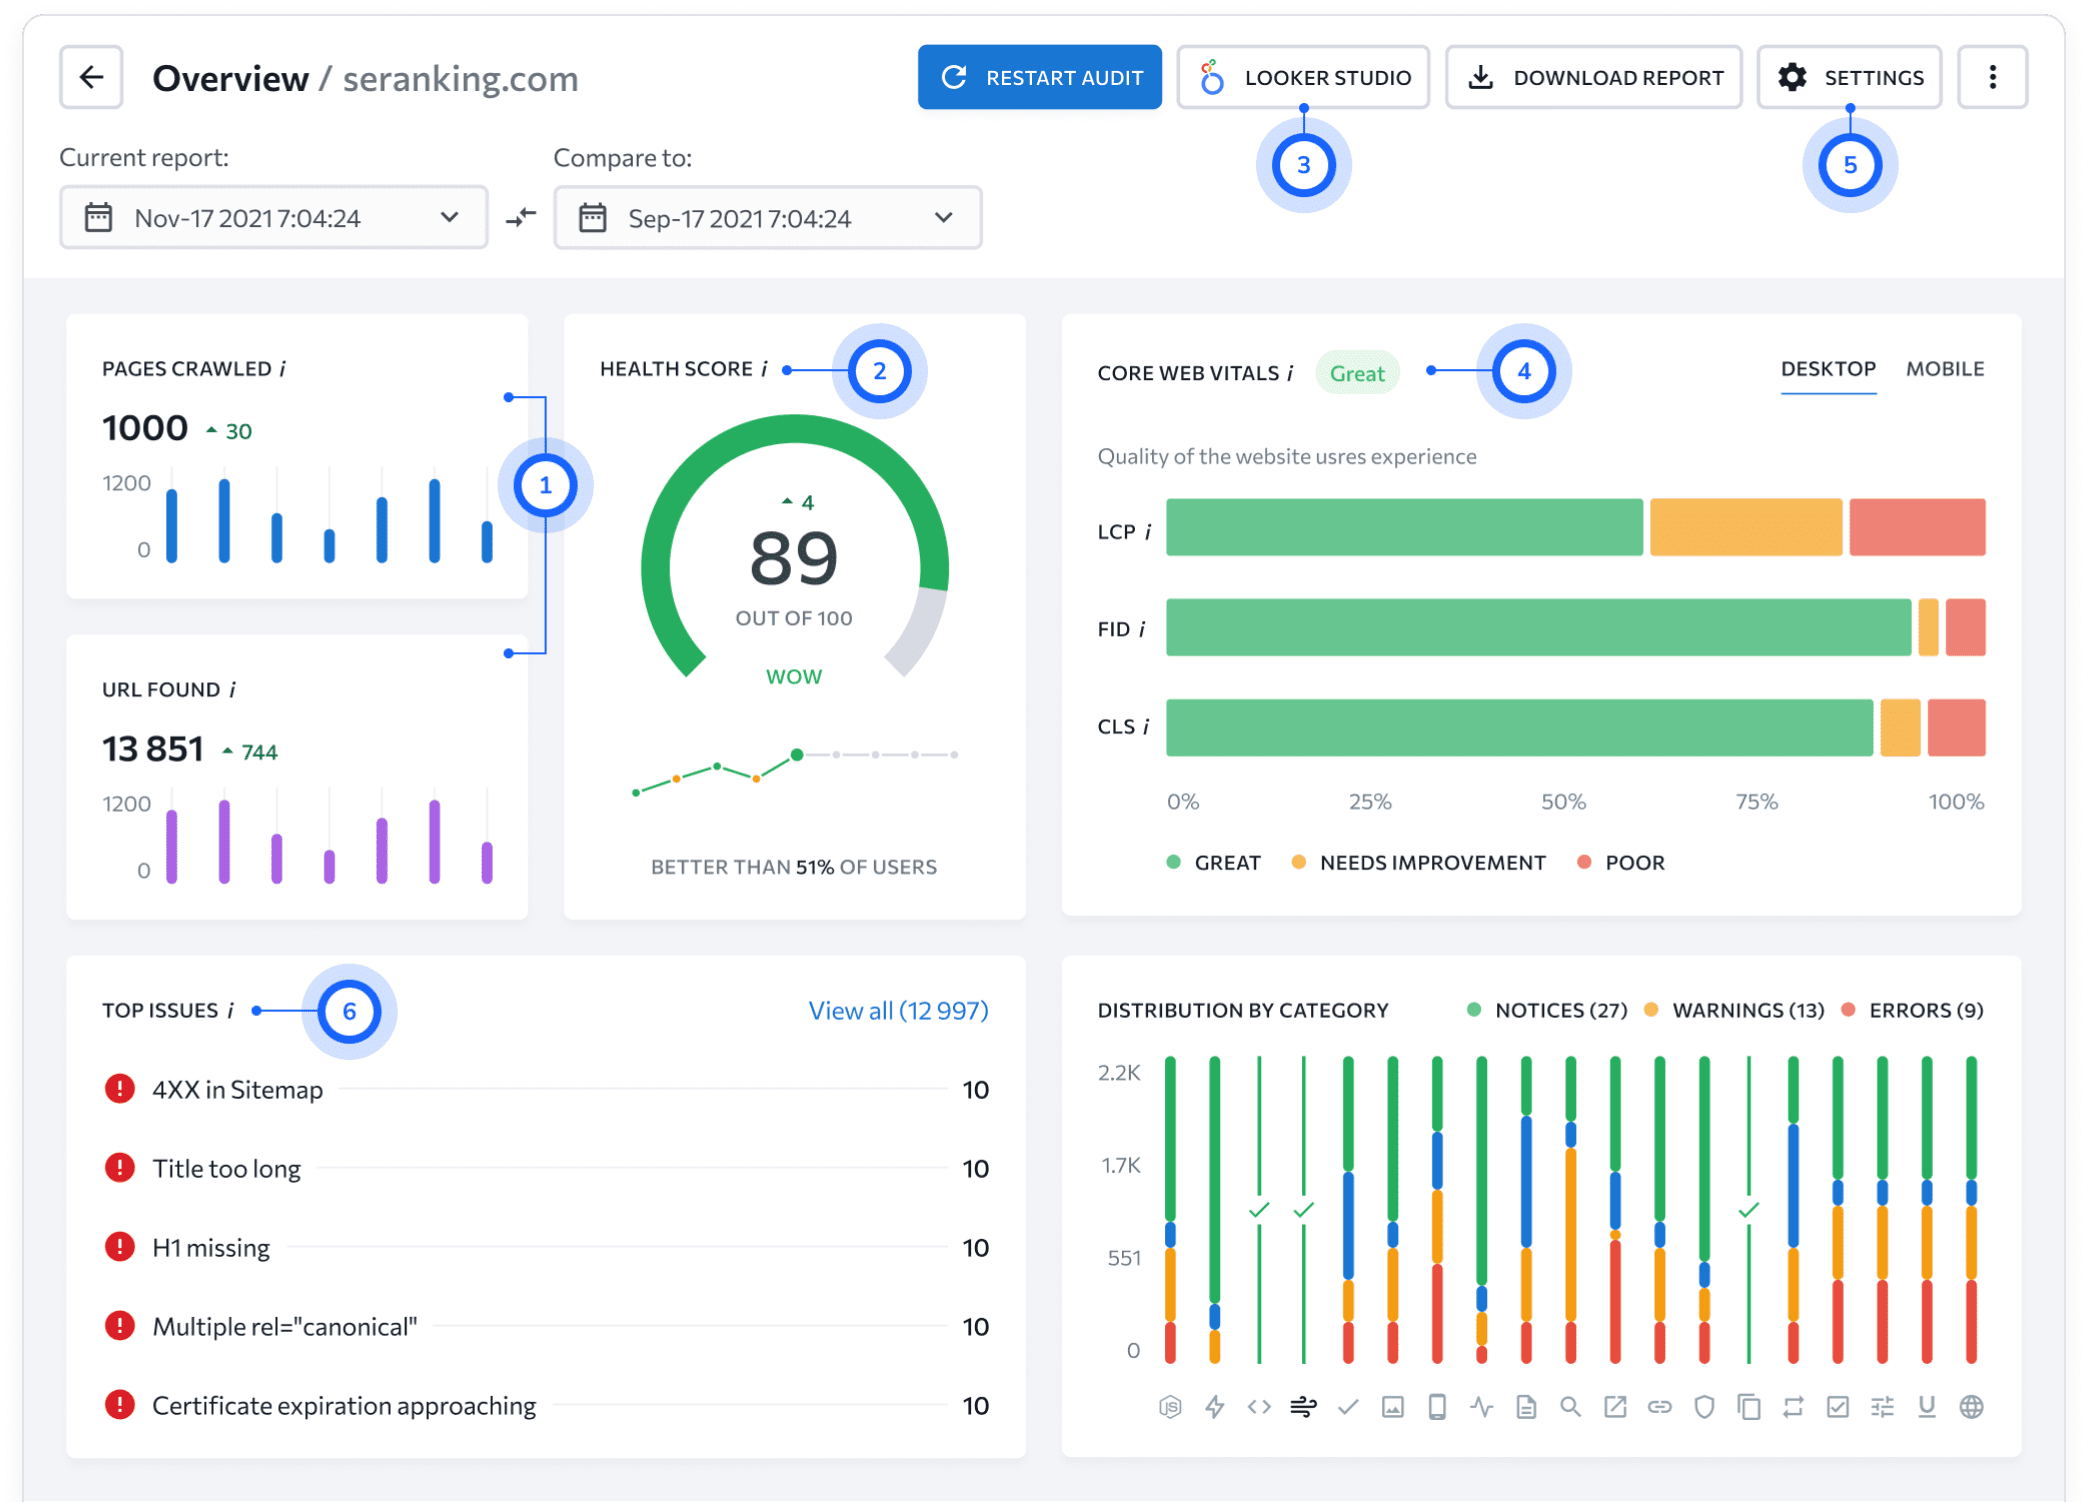 Overview / seranking.com
RESTART AUDIT
LOOKER STUDIO
DOWNLOAD REPORT
SETTINGS
3
5
Current report:
Compare to:
Nov-17 2021 7:04:24
Sep-17 2021 7:04:24
PAGES CRAWLED i
1000 30
1200
0
1
URL FOUND i
13 851 744
1200
0
HEALTH SCORE i
2
4
89
OUT OF 100
WOW
BETTER THAN 51% OF USERS
CORE WEB VITALS i
Great
4
DESKTOP
MOBILE
Quality of the website usres experience
LCP i
FID i
CLS i
0% 25% 50% 75% 100%
GREAT NEEDS IMPROVEMENT POOR
TOP ISSUES i
6
View all (12 997)
4XX in Sitemap 10
Title too long 10
H1 missing 10
Multiple rel="canonical" 10
Certificate expiration approaching 10
DISTRIBUTION BY CATEGORY
NOTICES (27) WARNINGS (13) ERRORS (9)
2.2K
1.7K
551
0
JS